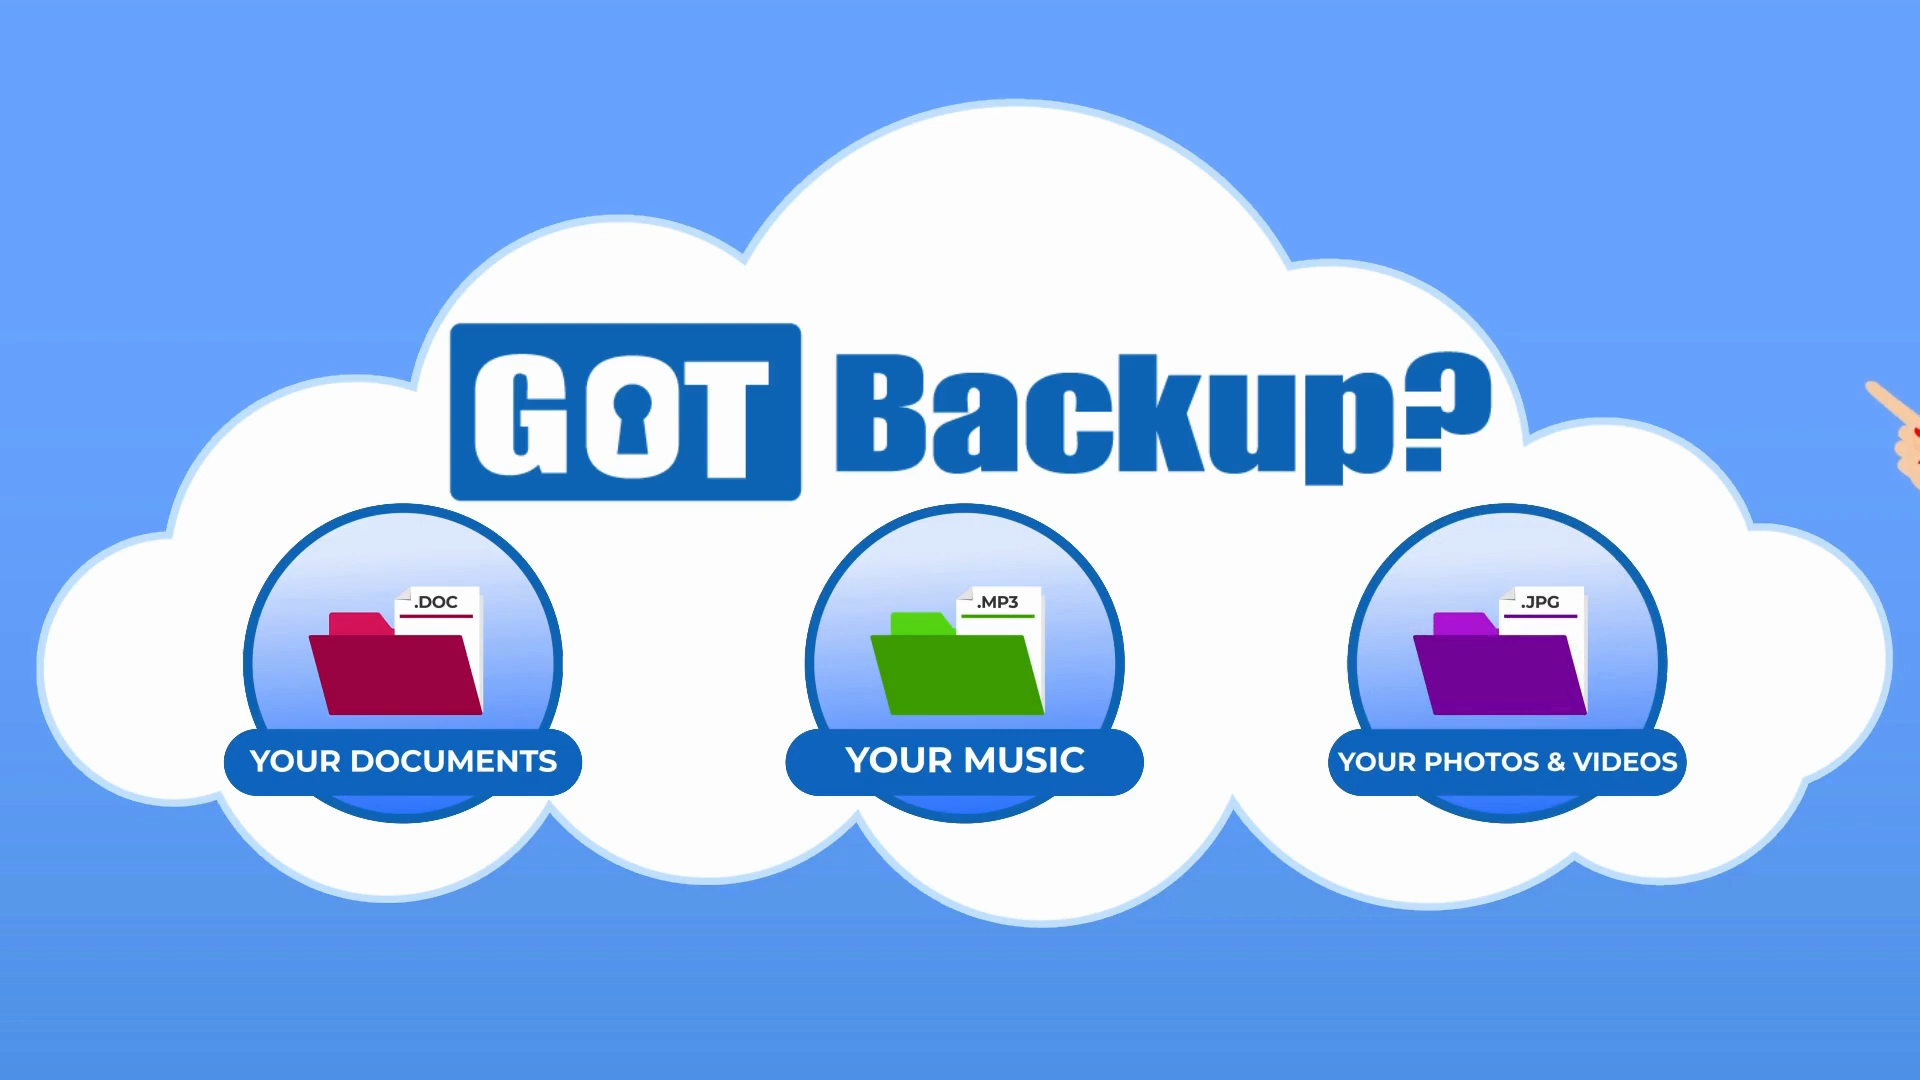 GOT Backup?
.DOC
.MP3
.JPG
YOUR DOCUMENTS
YOUR MUSIC
YOUR PHOTOS & VIDEOS